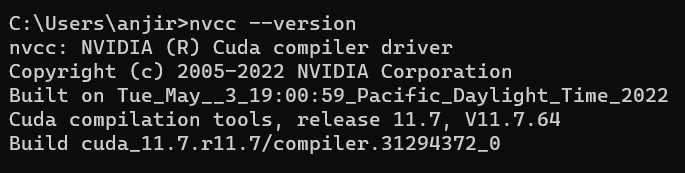 C:\Users\anjir>nvcc --version
nvcc: NVIDIA (R) Cuda compiler driver
Copyright (c) 2005-2022 NVIDIA Corporation
Built on Tue_May__3_19:00:59_Pacific_Daylight_Time_2022
Cuda compilation tools, release 11.7, V11.7.64
Build cuda_11.7.r11.7/compiler.31294372_0